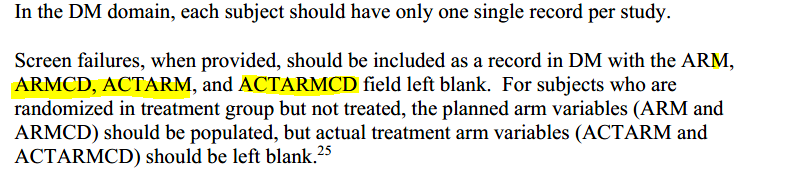 In the DM domain, each subject should have only one single record per study.
Screen failures, when provided, should be included as a record in DM with the ARM,
ARMCD, ACTARM, and ACTARMCD field left blank.  For subjects who are
randomized in treatment group but not treated, the planned arm variables (ARM and
ARMCD) should be populated, but actual treatment arm variables (ACTARM and
ACTARMCD) should be left blank.25